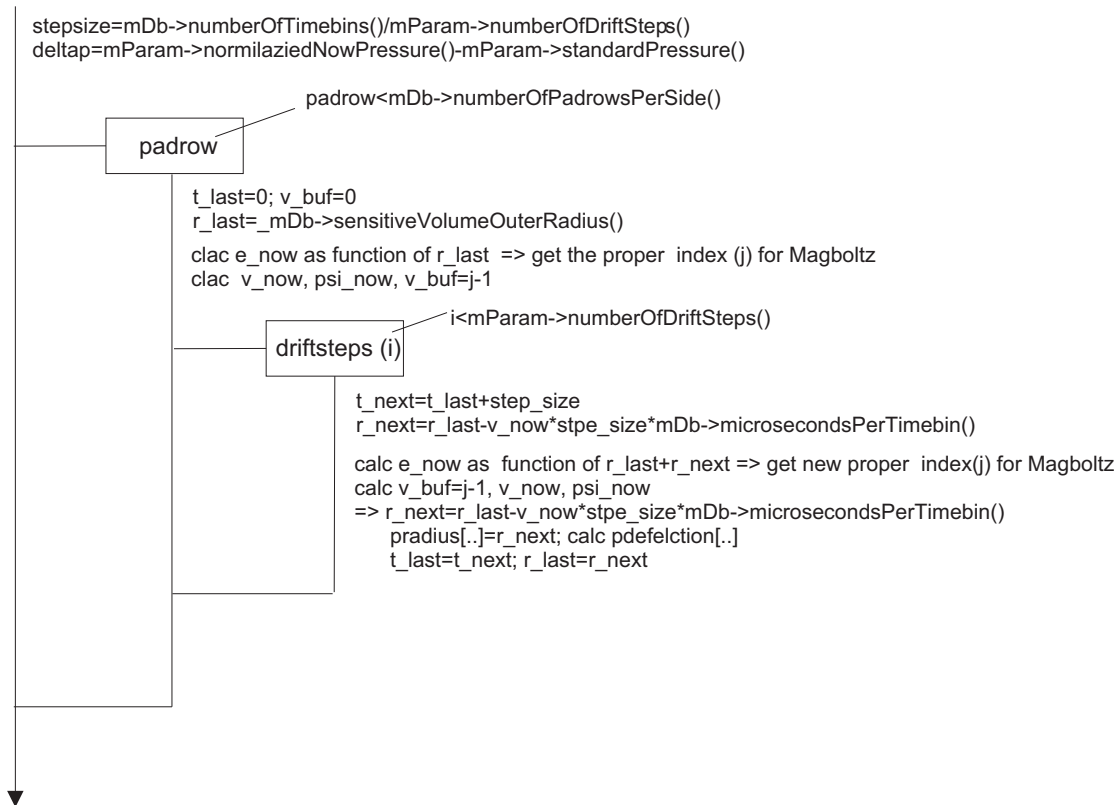 stepsize=mDb->numberOfTimebins()/mParam->numberOfDriftSteps()
deltap=mParam->normilaziedNowPressure()-mParam->standardPressure()
padrow<mDb->numberOfPadrowsPerSide()
padrow
t_last=0; v_buf=0
r_last=_mDb->sensitiveVolumeOuterRadius()
clac e_now as function of r_last => get the proper index (j) for Magboltz
clac v_now, psi_now, v_buf=j-1
i<mParam->numberOfDriftSteps()
driftsteps (i)
t_next=t_last+step_size
r_next=r_last-v_now*stpe_size*mDb->microsecondsPerTimebin()
calc e_now as function of r_last+r_next => get new proper index(j) for Magboltz
calc v_buf=j-1, v_now, psi_now
=> r_next=r_last-v_now*stpe_size*mDb->microsecondsPerTimebin()
pradius[..]=r_next; calc pdefelction[..]
t_last=t_next; r_last=r_next